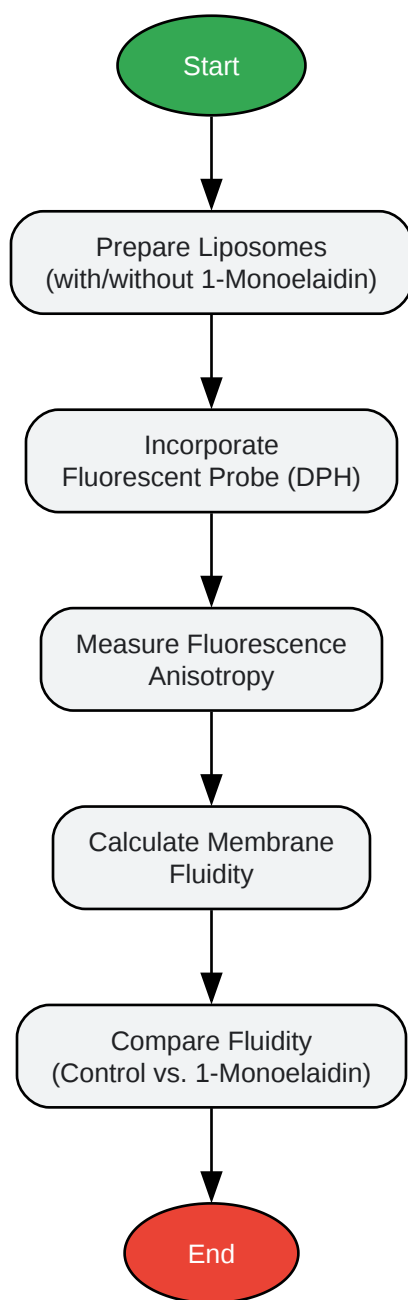 Start
Prepare Liposomes
(with/without 1-Monoelaidin)
Incorporate
Fluorescent Probe (DPH)
Measure Fluorescence
Anisotropy
Calculate Membrane
Fluidity
Compare Fluidity
(Control vs. 1-Monoelaidin)
End